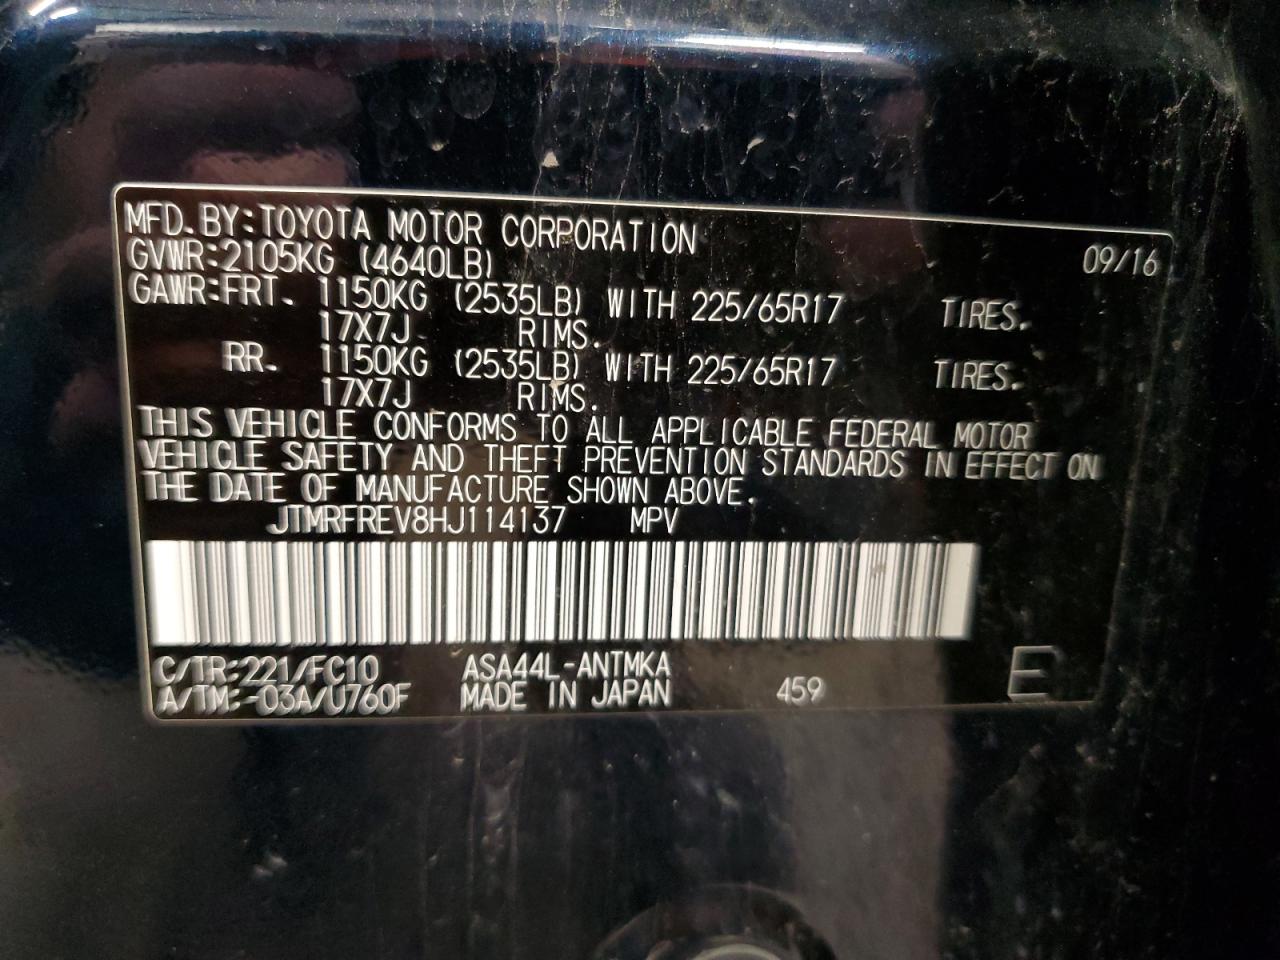 MFD.BY:TOYOTA MOTOR CORPORATION 09/16
GVWR:2105KG (4640LB)
GAWR:FRT. 1150KG (2535LB) WITH 225/65R17 TIRES.
17X7J RIMS.
RR. 1150KG (2535LB) WITH 225/65R17 TIRES.
17X7J RIMS.
THIS VEHICLE CONFORMS TO ALL APPLICABLE FEDERAL MOTOR
VEHICLE SAFETY AND THEFT PREVENTION STANDARDS IN EFFECT ON
THE DATE OF MANUFACTURE SHOWN ABOVE.
JTMRFREV8HJ114137 MPV
C/TR:221/FC10 ASA44L-ANTMKA
A/TM:-03A/U760F MADE IN JAPAN 459 E